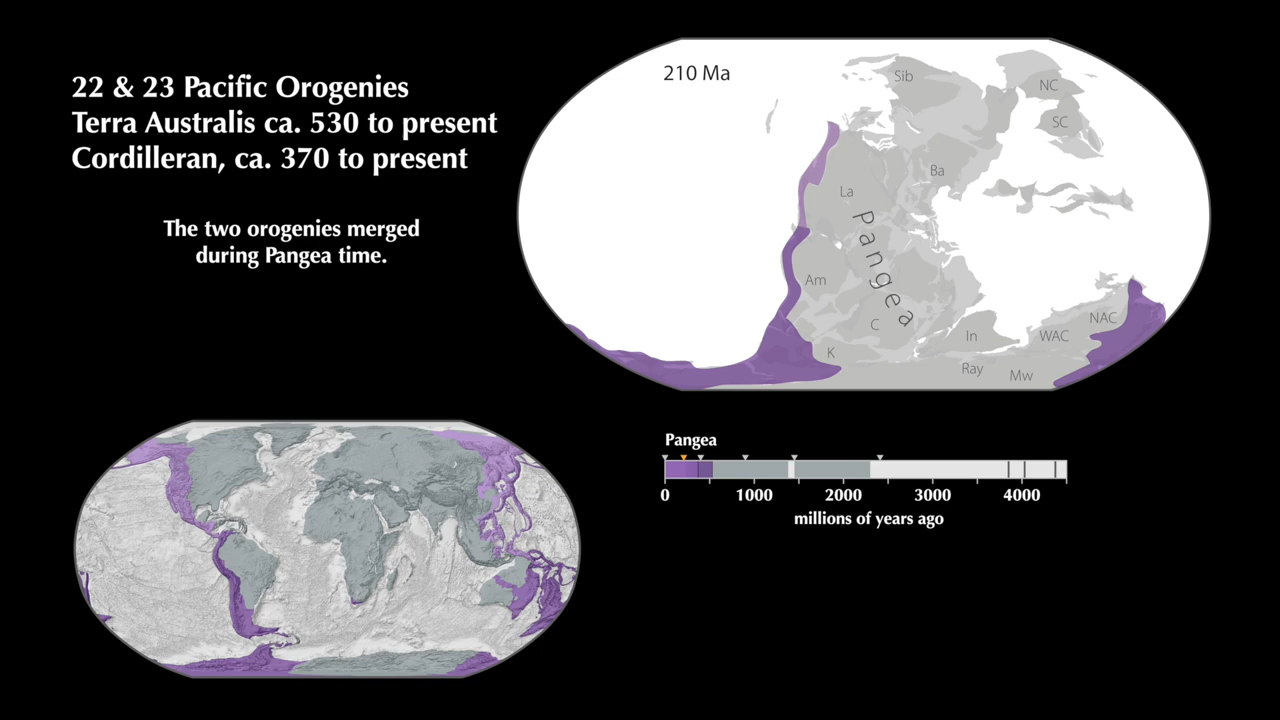 22 & 23 Pacific Orogenies
Terra Australis ca. 530 to present
Cordilleran, ca. 370 to present
The two orogenies merged
during Pangea time.
210 Ma
Sib
NC
SC
Ba
La
Pangea
Am
C
K
In
Ray
Mw
WAC
NAC
Pangea
0 1000 2000 3000 4000
millions of years ago